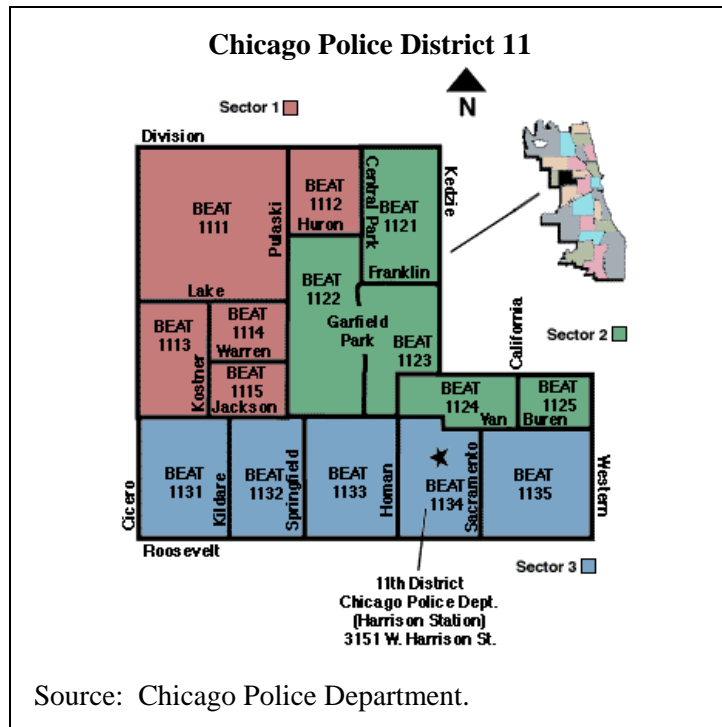 Chicago Police District 11
N
Sector 1
Division
Kedzie
Central Park
Pulaski
BEAT
1111
BEAT
1112
Huron
BEAT
1121
Franklin
Lake
BEAT
1122
Garfield
Park
BEAT
1123
BEAT
1113
Kostner
BEAT
1114
Warren
BEAT
1115
Jackson
California
Sector 2
BEAT
1124
Van
BEAT
1125
Buren
Cicero
BEAT
1131
Kildare
BEAT
1132
Springfield
BEAT
1133
Homan
BEAT
1134
Sacramento
BEAT
1135
Western
Roosevelt
Sector 3
11th District
Chicago Police Dept.
(Harrison Station)
3151 W. Harrison St.
Source: Chicago Police Department.